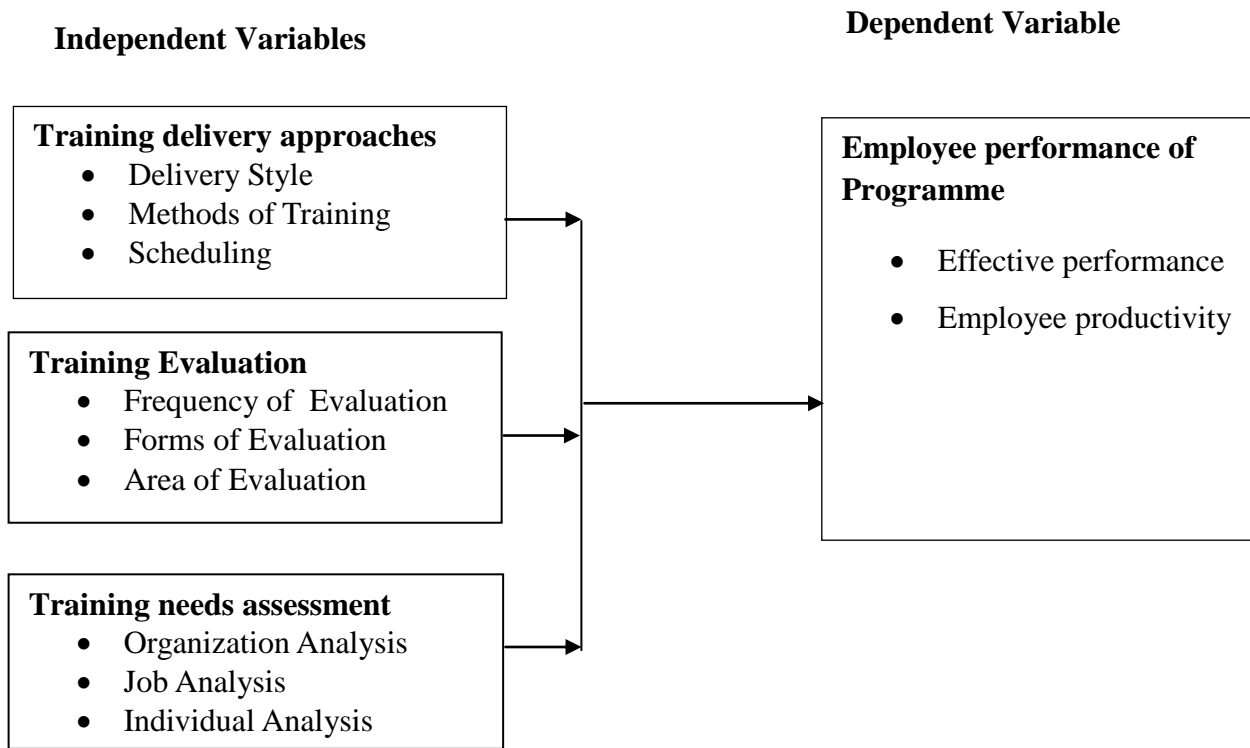 Independent Variables
Dependent Variable
Training delivery approaches
• Delivery Style
• Methods of Training
• Scheduling
Training Evaluation
• Frequency of Evaluation
• Forms of Evaluation
• Area of Evaluation
Training needs assessment
• Organization Analysis
• Job Analysis
• Individual Analysis
Employee performance of
Programme
• Effective performance
• Employee productivity